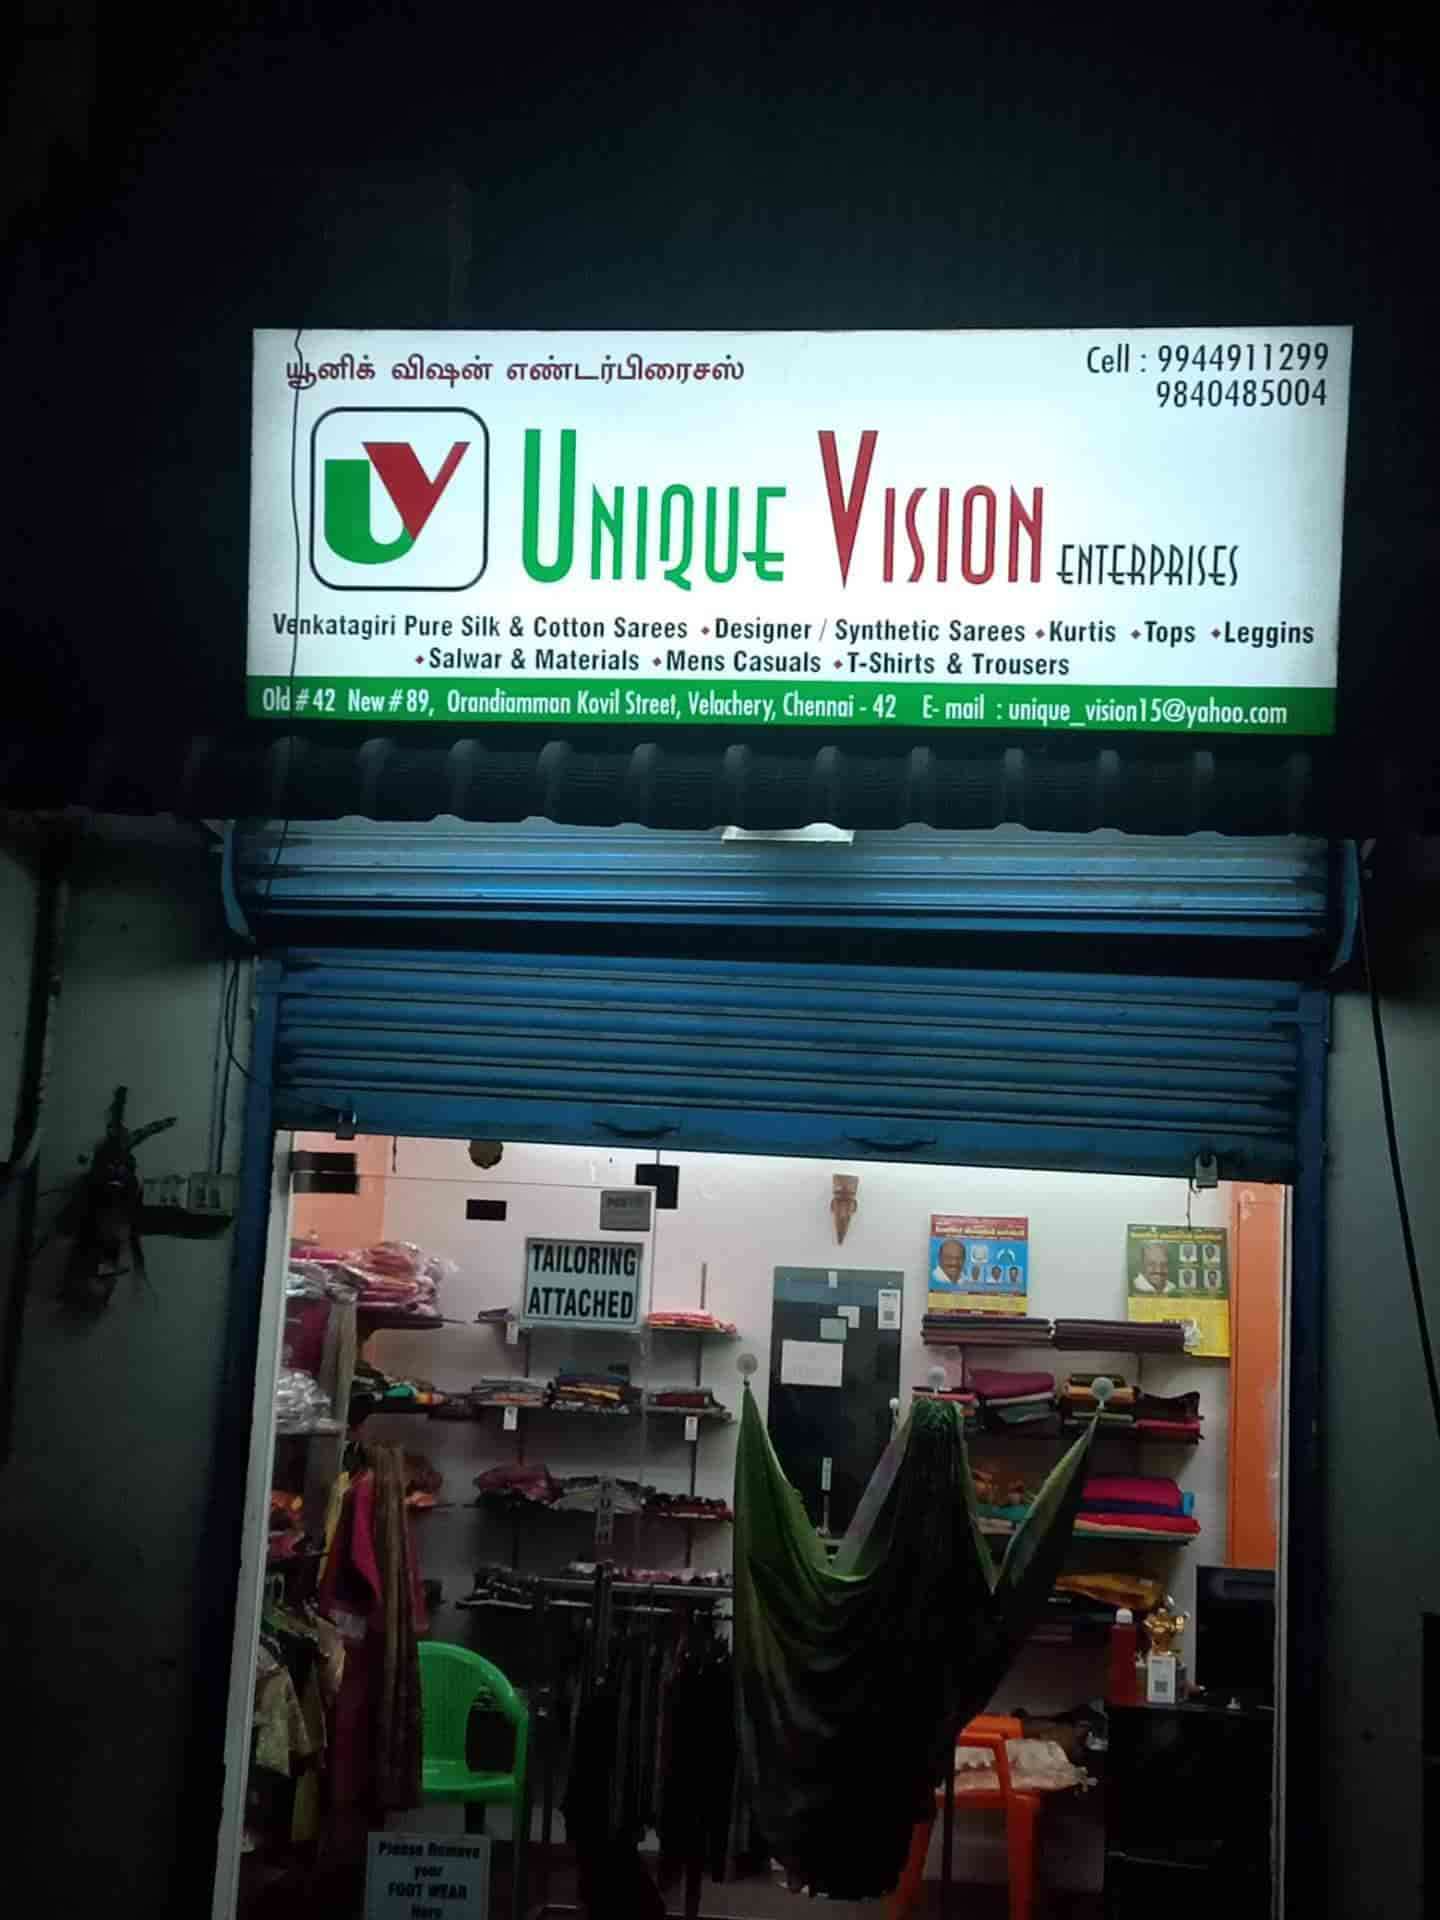 யூனிக் விஷன் எண்டர்பிரைசஸ்
Cell : 9944911299
9840485004
UV
UNIQUE VISION ENTERPRISES
Venkatagiri Pure Silk & Cotton Sarees ⬥Designer / Synthetic Sarees ⬥Kurtis ⬥Tops ⬥Leggins
⬥Salwar & Materials ⬥Mens Casuals ⬥T-Shirts & Trousers
Old # 42 New # 89, Orandiamman Kovil Street, Velachery, Chennai - 42 E- mail : unique_vision15@yahoo.com
TAILORING
ATTACHED
Please Remove
your
FOOT WEAR
Here